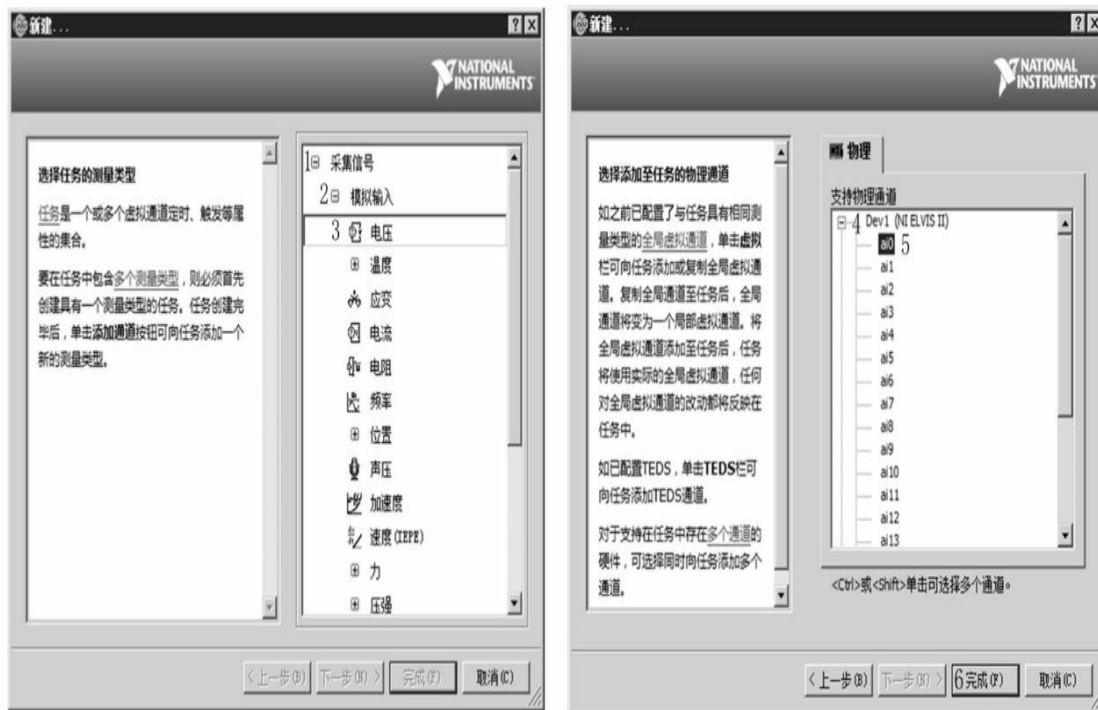 新建...
NATIONAL
INSTRUMENTS
选择任务的测量类型
任务是一个或多个虚拟通道定时、触发等属
性的集合。
要在任务中包含多个测量类型，则必须首先
创建具有一个测量类型的任务。任务创建完
毕后，单击添加通道按钮可向任务添加一个
新的测量类型。
1 采集信号
2 模拟输入
3 电压
温度
应变
电流
电阻
频率
位置
声压
加速度
速度(IEPE)
力
压强
<上一步(B)
下一步(N) >
完成(F)
取消(C)
新建...
NATIONAL
INSTRUMENTS
选择添加至任务的物理通道
如之前已配置了与任务具有相同测
量类型的全局虚拟通道，单击虚拟
栏可向任务添加或复制全局虚拟通
道。复制全局通道至任务后，全局
通道将变为一个局部虚拟通道。将
全局虚拟通道添加至任务后，任务
将使用实际的全局虚拟通道，任何
对全局虚拟通道的改动都将反映在
任务中。
如已配置TEDS，单击TEDS栏可
向任务添加TEDS通道。
对于支持在任务中存在多个通道的
硬件，可选择同时向任务添加多个
通道。
物理
支持物理通道
4 Dev1 (NI ELVIS II)
ai0 5
ai1
ai2
ai3
ai4
ai5
ai6
ai7
ai8
ai9
ai10
ai11
ai12
ai13
<Ctrl>或<Shift>单击可选择多个通道。
<上一步(B)
下一步(N) >
6完成(F)
取消(C)